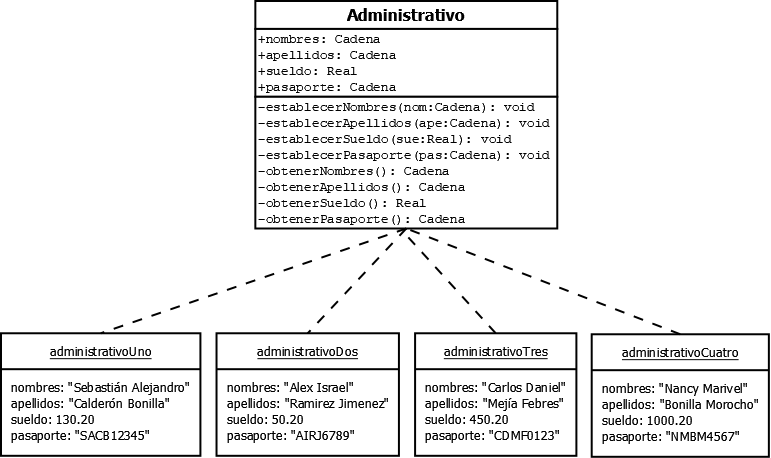 Administrativo
+nombres: Cadena
+apellidos: Cadena
+sueldo: Real
+pasaporte: Cadena
-establecerNombres(nom:Cadena): void
-establecerApellidos(ape:Cadena): void
-establecerSueldo(sue:Real): void
-establecerPasaporte(pas:Cadena): void
-obtenerNombres(): Cadena
-obtenerApellidos(): Cadena
-obtenerSueldo(): Real
-obtenerPasaporte(): Cadena
administrativoUno
nombres: "Sebastián Alejandro"
apellidos: "Calderón Bonilla"
sueldo: 130.20
pasaporte: "SACB12345"
administrativoDos
nombres: "Alex Israel"
apellidos: "Ramirez Jimenez"
sueldo: 50.20
pasaporte: "AIRJ6789"
administrativoTres
nombres: "Carlos Daniel"
apellidos: "Mejía Febres"
sueldo: 450.20
pasaporte: "CDMF0123"
administrativoCuatro
nombres: "Nancy Marivel"
apellidos: "Bonilla Morocho"
sueldo: 1000.20
pasaporte: "NMBM4567"